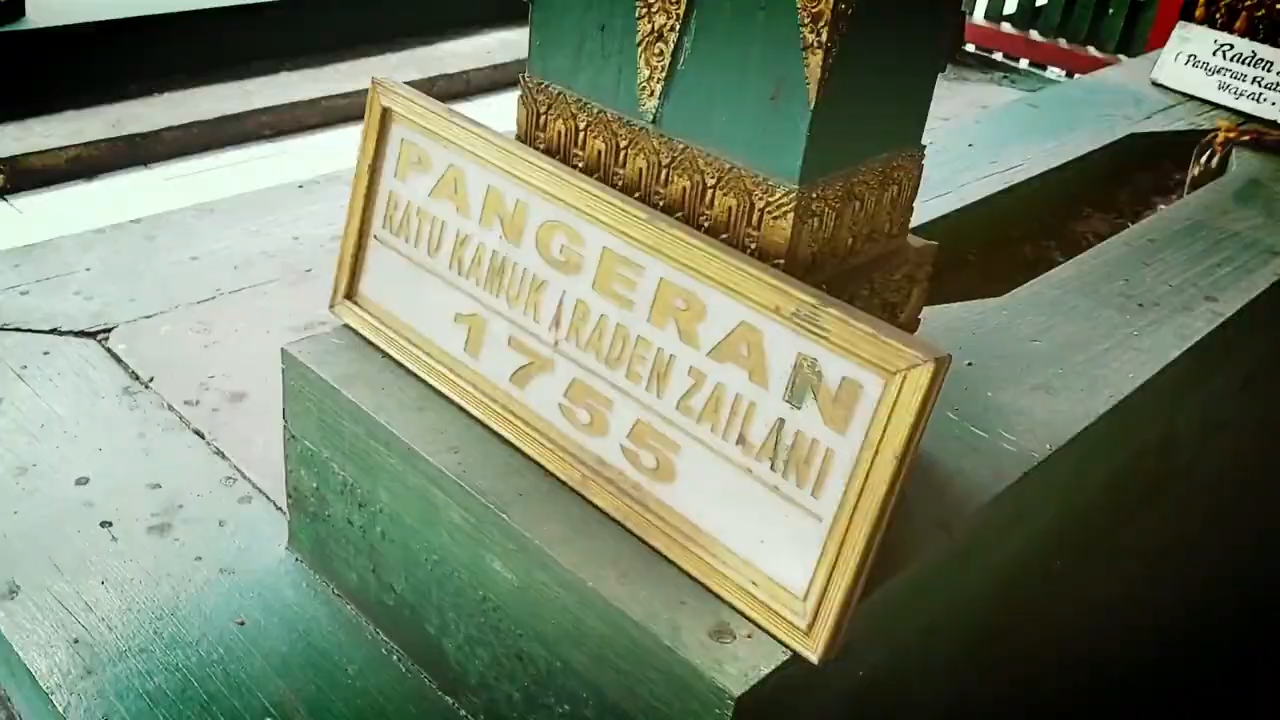 PANGERAN
RATU KAMUK / RADEN ZAILANI
1755
Raden
(Pangeran Rat
Wafat